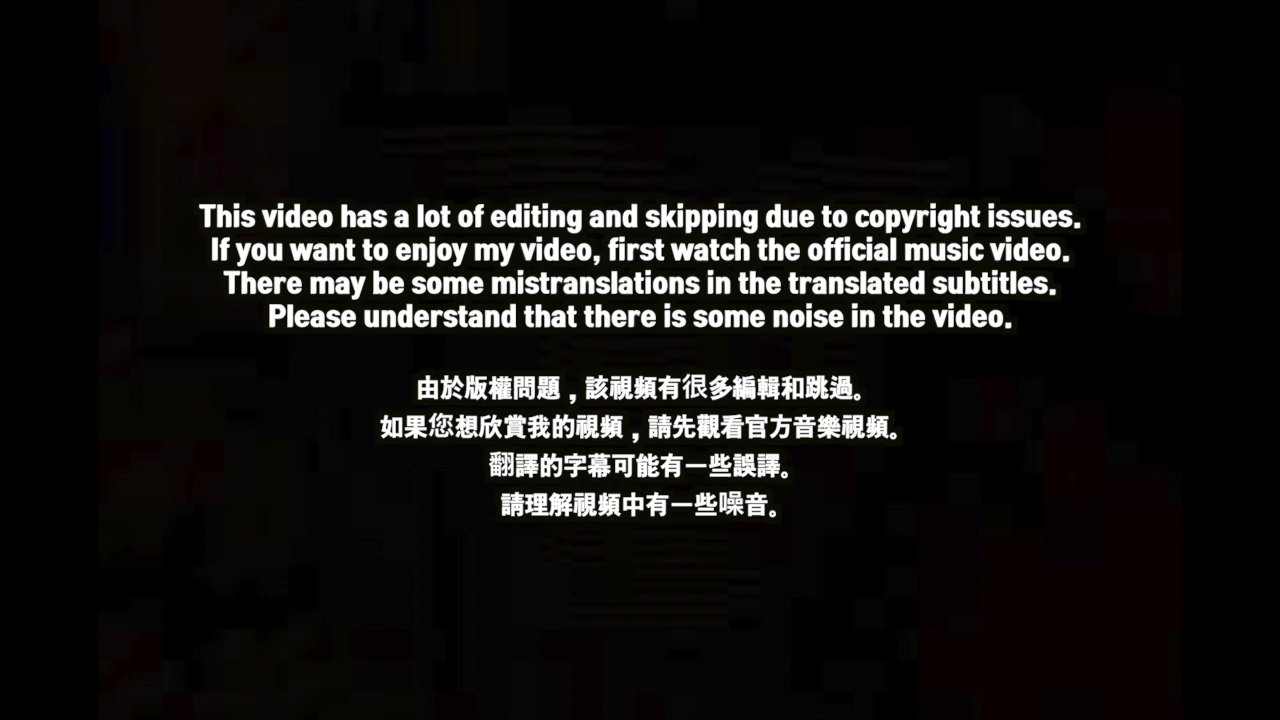 This video has a lot of editing and skipping due to copyright issues.
If you want to enjoy my video, first watch the official music video.
There may be some mistranslations in the translated subtitles.
Please understand that there is some noise in the video.
由於版權問題，該視頻有很多編輯和跳過。
如果您想欣賞我的視頻，請先觀看官方音樂視頻。
翻譯的字幕可能有一些誤譯。
請理解視頻中有一些噪音。